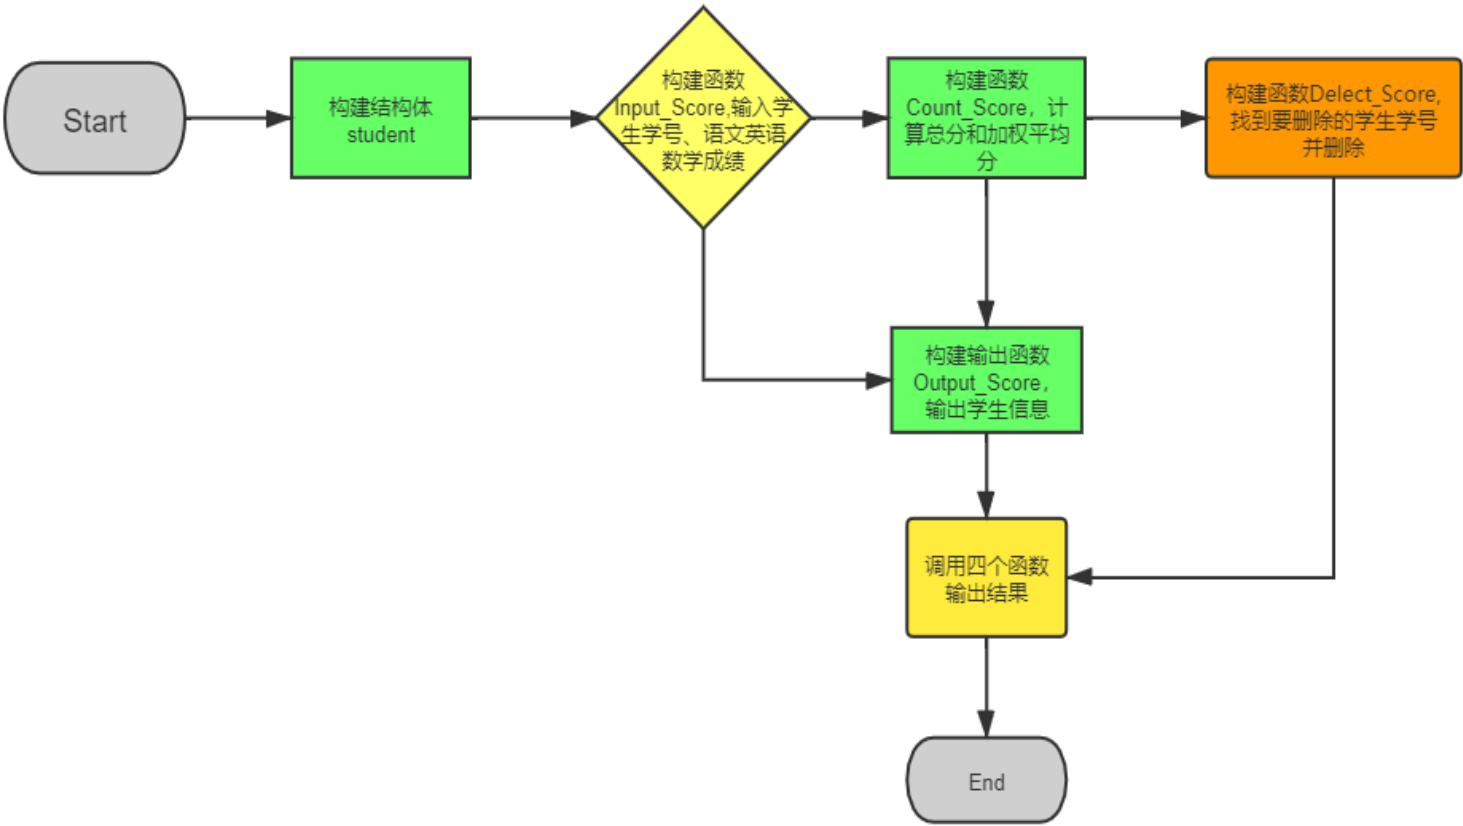 Start
构建结构体
student
构建函数
Input_Score,输入学
生学号、语文英语
数学成绩
构建函数
Count_Score，计
算总分和加权平均
分
构建函数Delect_Score,
找到要删除的学生学号
并删除
构建输出函数
Output_Score，
输出学生信息
调用四个函数
输出结果
End